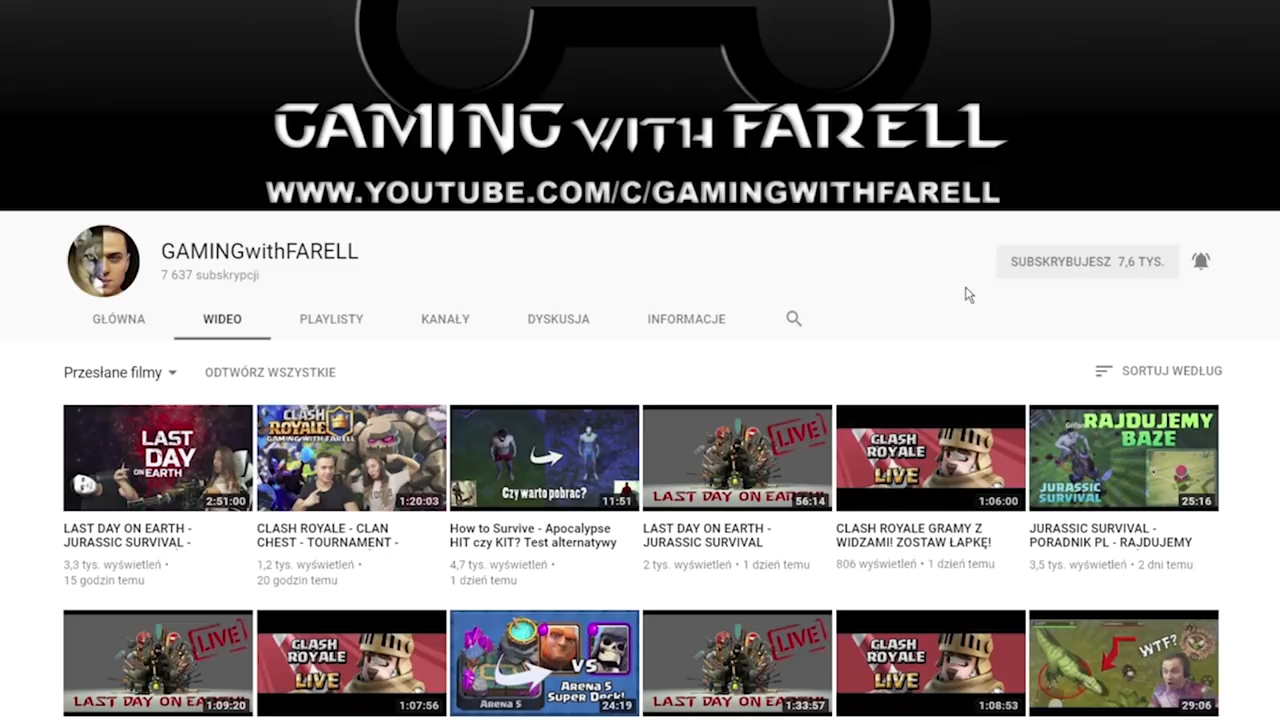 GAMING WITH FARELL
WWW.YOUTUBE.COM/C/GAMINGWITHFARELL
GAMINGwithFARELL
7 637 subskrypcji
SUBSKRYBUJESZ 7,6 TYS.
GŁÓWNA WIDEO PLAYLISTY KANAŁY DYSKUSJA INFORMACJE
Przesłane filmy ODTWÓRZ WSZYSTKIE SORTUJ WEDŁUG
LAST
DAY
ON EARTH
2:51:00
CLASH
ROYALE
GAMING WITH FARELL
1:20:03
Czy warto pobrać?
11:51
LIVE
LAST DAY ON EARTH
56:14
CLASH
ROYALE
LIVE
1:06:00
RAJDUJEMY
BAZE
JURASSIC
SURVIVAL
25:16
LAST DAY ON EARTH -
JURASSIC SURVIVAL -
3,3 tys. wyświetleń •
15 godzin temu
CLASH ROYALE - CLAN
CHEST - TOURNAMENT -
1,2 tys. wyświetleń •
20 godzin temu
How to Survive - Apocalypse
HIT czy KIT? Test alternatywy
4,7 tys. wyświetleń •
1 dzień temu
LAST DAY ON EARTH -
JURASSIC SURVIVAL
2 tys. wyświetleń • 1 dzień temu
CLASH ROYALE GRAMY Z
WIDZAMI! ZOSTAW ŁAPKĘ!
806 wyświetleń • 1 dzień temu
JURASSIC SURVIVAL -
PORADNIK PL - RAJDUJEMY
3,5 tys. wyświetleń • 2 dni temu
LIVE
LAST DAY ON EA
1:09:20
CLASH
ROYALE
LIVE
1:07:56
VS
Arena 5
Super Deck!
Arena 5
24:19
LIVE
LAST DAY ON EA
1:33:57
CLASH
ROYALE
LIVE
1:08:53
WTF?
29:06